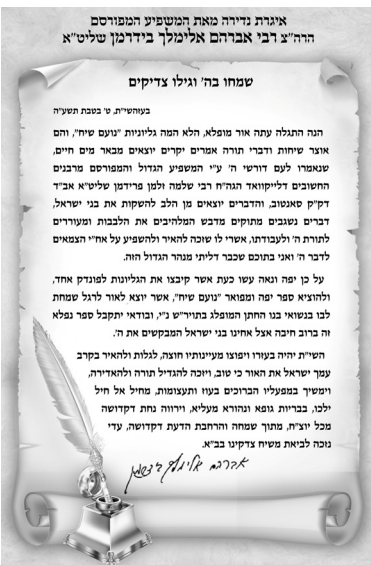 איגרת נדירה מאת המשפיע המפורסם
הרה"צ רבי אברהם אלימלך בידרמן שליט"א
שמחו בה' וגילו צדיקים
בעזהשי"ת, ט' בטבת תשע"ה
הנה התגלה עתה אור מופלא, הלא המה גליונות "נועם שיח", והם
אוצר שיחות ודברי תורה אמרים יקרים יוצאים מבאר מים חיים,
שנאמרו לעם דורשי ה' ע"י המשפיע הגדול והמפורסם מרבנים
החשובים דלייקוואד הגה"ח רבי שלמה זלמן פרידמן שליט"א אב"ד
דק"ק סאנטוב, והדברים יוצאים מן הלב להשקות את בני ישראל,
דברים נשגבים מתוקים מדבש המלהיבים את הלבבות ומעוררים
לתורת ה' ולעבודתו, אשרי לו שזכה להאיר ולהשפיע על אח"י הצמאים
לדבר ה' ואני בתוכם שכבר דליתי מנהר הגדול הזה.
על כן יפה ונאה עשו כעת אשר קיבצו את הגליונות לפונדק אחד,
ולהוציא ספר יפה ומפואר "נועם שיח", אשר יוצא לאור לרגל שמחת
לבו בנשואי בנו החתן המופלג בתויר"ש נ"י, ובודאי יתקבל ספר נפלא
זה ברוב חיבה אצל אחינו בני ישראל המבקשים את ה'.
השי"ת יהיה בעזרו ויפוצו מעיינותיו חוצה, לגלות ולהאיר בקרב
עמך ישראל את האור כי טוב, ויזכה להגדיל תורה ולהאדירה,
וימשיך במפעליו הברוכים בעוז ותעצומות, מחיל אל חיל
ילכו, בבריות גופא ונהורא מעליא, וירווה נחת דקדושה
מכל יוצ"ח, מתוך שמחה והרחבת הדעת דקדושה, עדי
נזכה לביאת משיח צדקינו בב"א.
אברהם אלימלך בידרמן